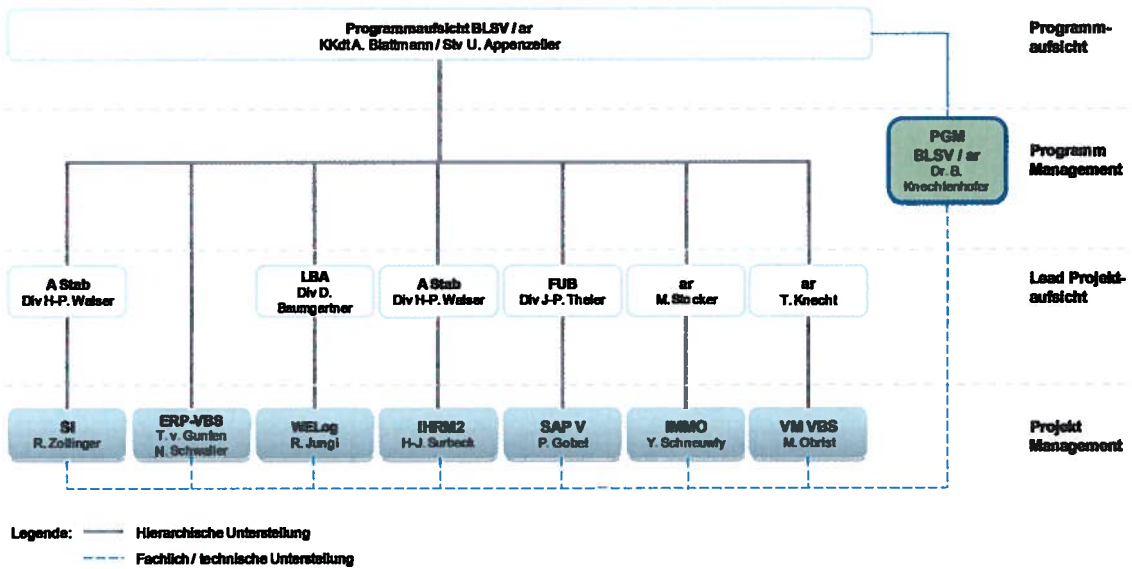 Programmaufsicht BLSV / ar
KKdt A. Blattmann / Stv U. Appenzeller
Programm-
aufsicht
PGM
BLSV / ar
Dr. B.
Knechtenhofer
Programm
Management
A Stab
Div H-P. Walser
LBA
Div D.
Baumgartner
A Stab
Div H-P. Walser
FUB
Div J-P. Theler
ar
M. Stocker
ar
T. Knecht
Lead Projekt-
aufsicht
SI
R. Zollinger
ERP-VBS
T. v. Gunten
N. Schwaller
WELog
R. Jungi
IHRM2
H-J. Surbeck
SAP V
P. Gobet
IMMO
Y. Schneuwly
VM VBS
M. Obrist
Projekt
Management
Legende:
Hierarchische Unterstellung
Fachlich / technische Unterstellung